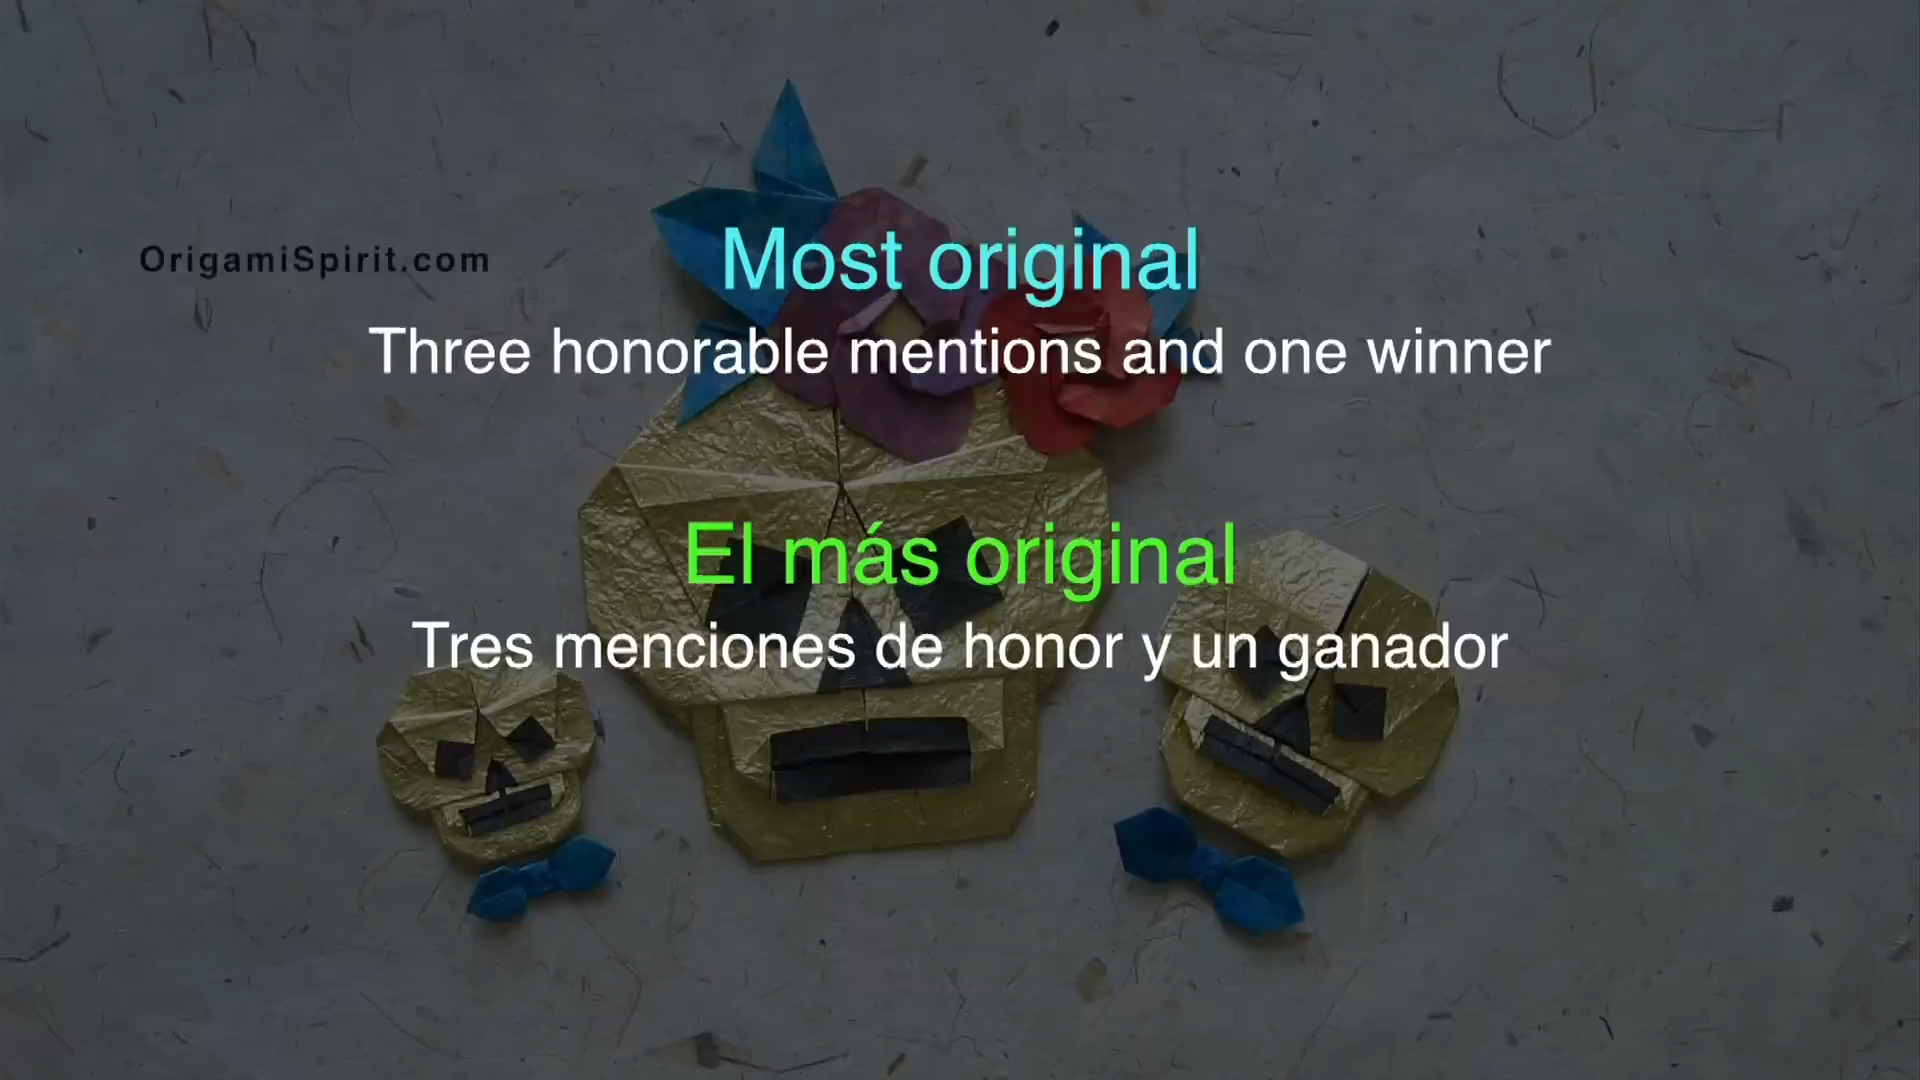 OrigamiSpirit.com
Most original
Three honorable mentions and one winner
El más original
Tres menciones de honor y un ganador